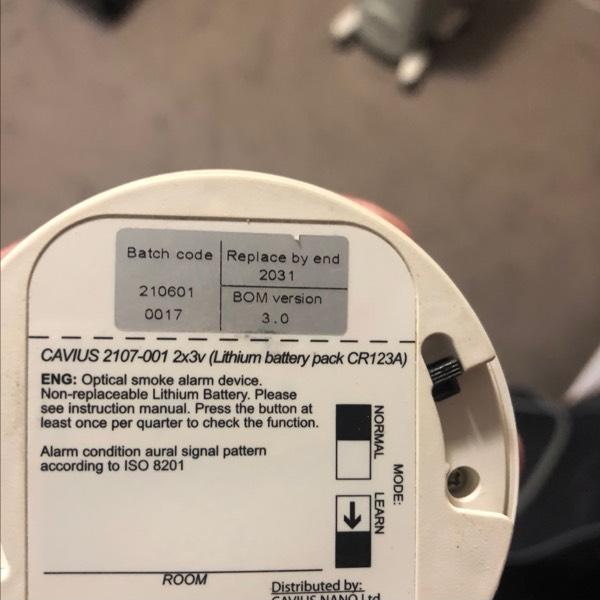 Batch code
210601
0017
Replace by end
2031
BOM version
3.0
CAVIUS 2107-001 2x3v (Lithium battery pack CR123A)
ENG: Optical smoke alarm device.
Non-replaceable Lithium Battery. Please
see instruction manual. Press the button at
least once per quarter to check the function.
Alarm condition aural signal pattern
according to ISO 8201
NORMAL
MODE:
LEARN
ROOM
Distributed by:
CAVIUS NANO Ltd